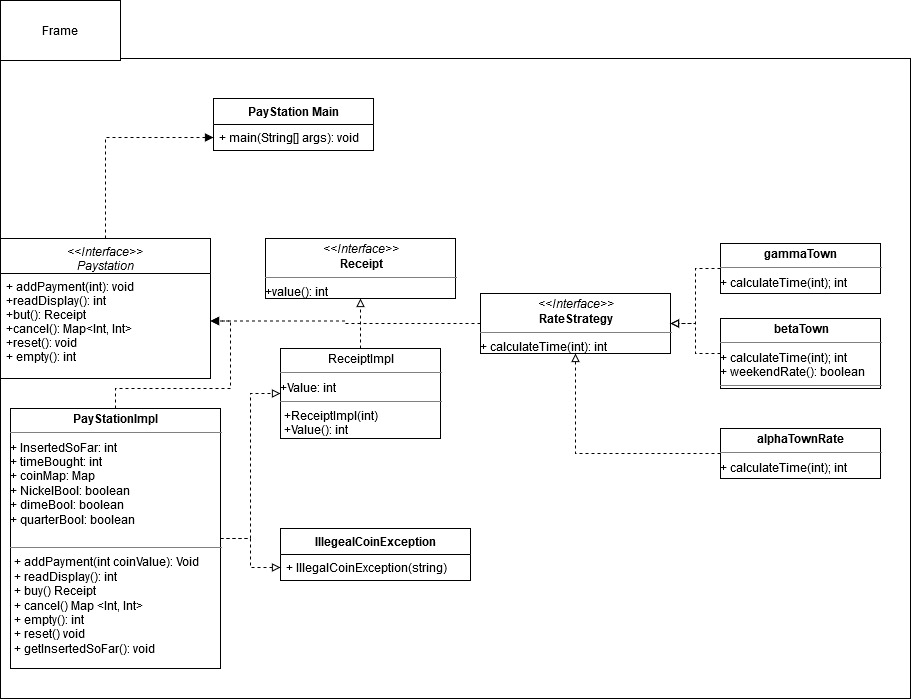 Frame
PayStation Main
+ main(String[] args): void
<<Interface>>
Paystation
+ addPayment(int): void
+readDisplay(): int
+but(): Receipt
+cancel(): Map<Int, Int>
+reset(): void
+ empty(): int
<<Interface>>
Receipt
+value(): int
<<Interface>>
RateStrategy
+ calculateTime(int): int
gammaTown
+ calculateTime(int); int
betaTown
+ calculateTime(int); int
+ weekendRate(): boolean
alphaTownRate
+ calculateTime(int); int
ReceiptImpl
+Value: int
+ReceiptImpl(int)
+Value(): int
PayStationImpl
+ InsertedSoFar: int
+ timeBought: int
+ coinMap: Map
+ NickelBool: boolean
+ dimeBool: boolean
+ quarterBool: boolean
+ addPayment(int coinValue): Void
+ readDisplay(): int
+ buy() Receipt
+ cancel() Map <Int, Int>
+ empty(): int
+ reset() void
+ getInsertedSoFar(): void
IllegealCoinException
+ IllegalCoinException(string)